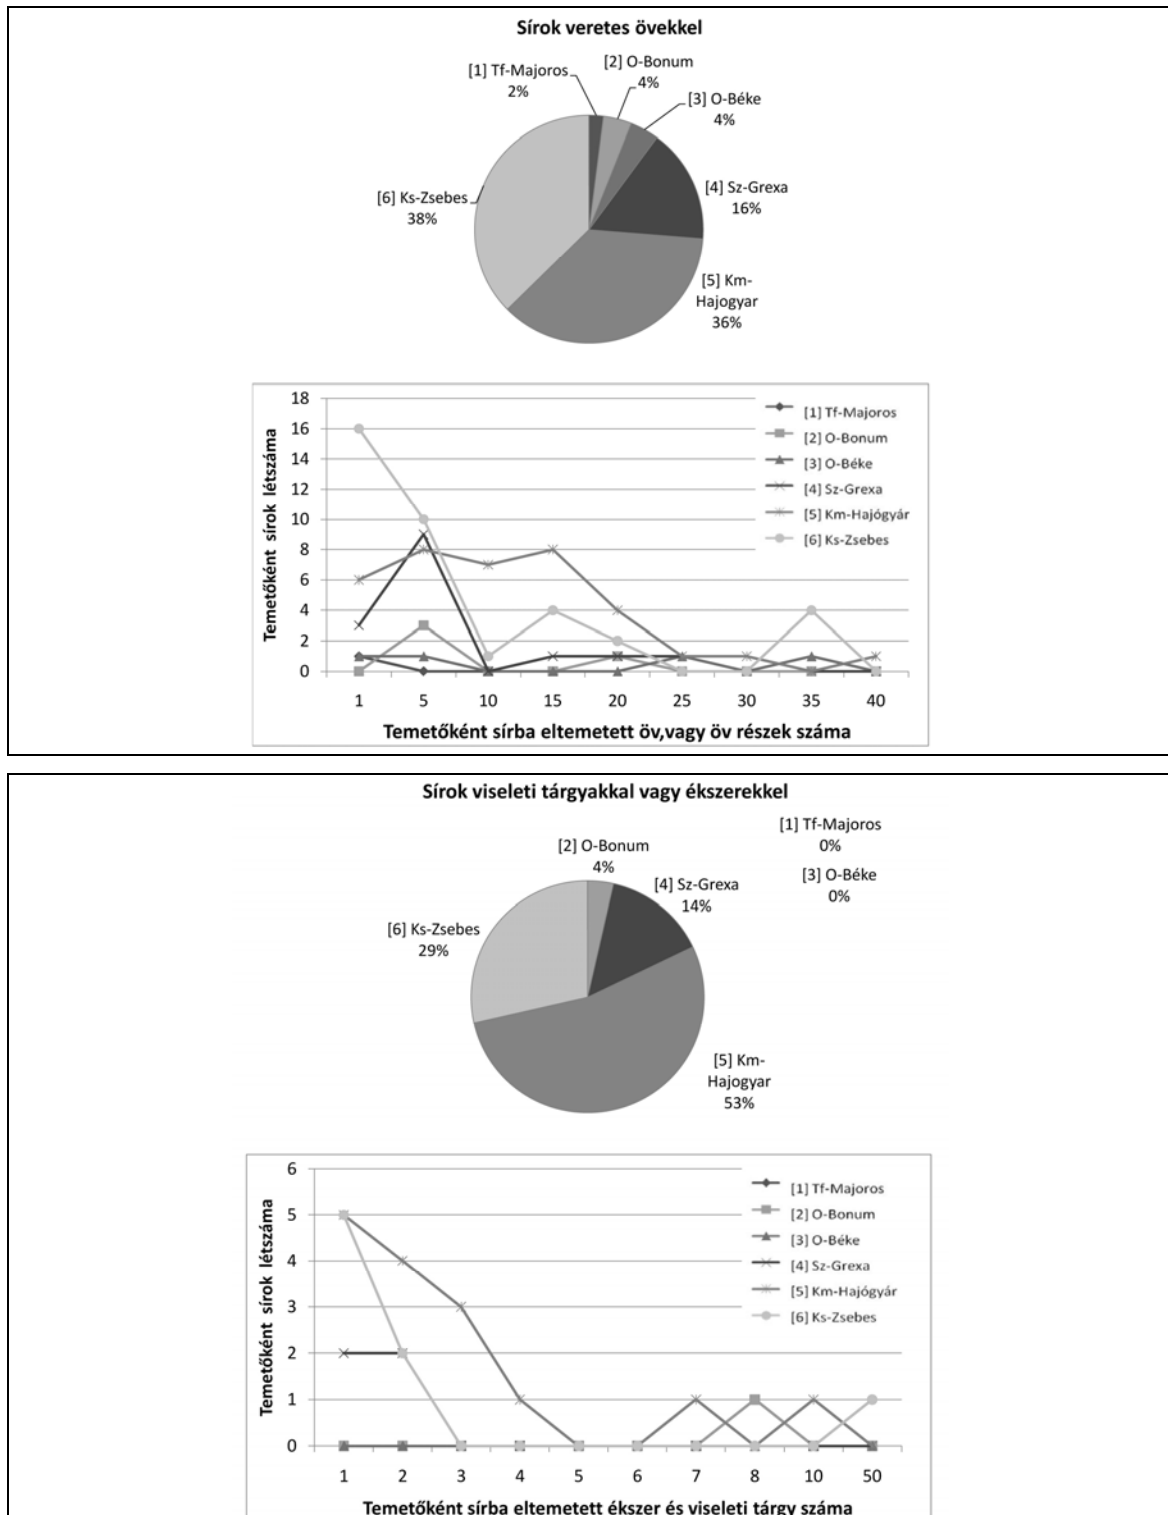 Sírok veretes övekkel
[1] Tf-Majoros
2%
[2] O-Bonum
4%
[3] O-Béke
4%
[4] Sz-Grexa
16%
[5] Km-
Hajogyar
36%
[6] Ks-Zsebes
38%
Temetőként sírok létszáma
18
16
14
12
10
8
6
4
2
0
1 5 10 15 20 25 30 35 40
[1] Tf-Majoros
[2] O-Bonum
[3] O-Béke
[4] Sz-Grexa
[5] Km-Hajógyár
[6] Ks-Zsebes
Temetőként sírba eltemetett öv,vagy öv részek száma
Sírok viseleti tárgyakkal vagy ékszerekkel
[1] Tf-Majoros
0%
[3] O-Béke
0%
[2] O-Bonum
4%
[4] Sz-Grexa
14%
[6] Ks-Zsebes
29%
[5] Km-
Hajogyar
53%
Temetőként sírok létszáma
6
5
4
3
2
1
0
1 2 3 4 5 6 7 8 10 50
[1] Tf-Majoros
[2] O-Bonum
[3] O-Béke
[4] Sz-Grexa
[5] Km-Hajógyár
[6] Ks-Zsebes
Temetőként sírba eltemetett ékszer és viseleti tárgy száma